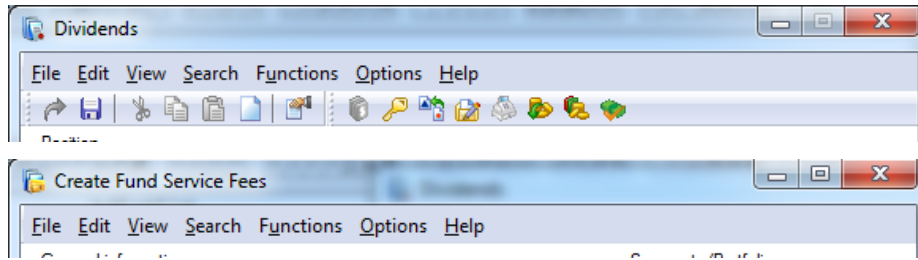 Dividends
File Edit View Search Functions Options Help
Create Fund Service Fees
Dividends
File Edit View Search Functions Options Help